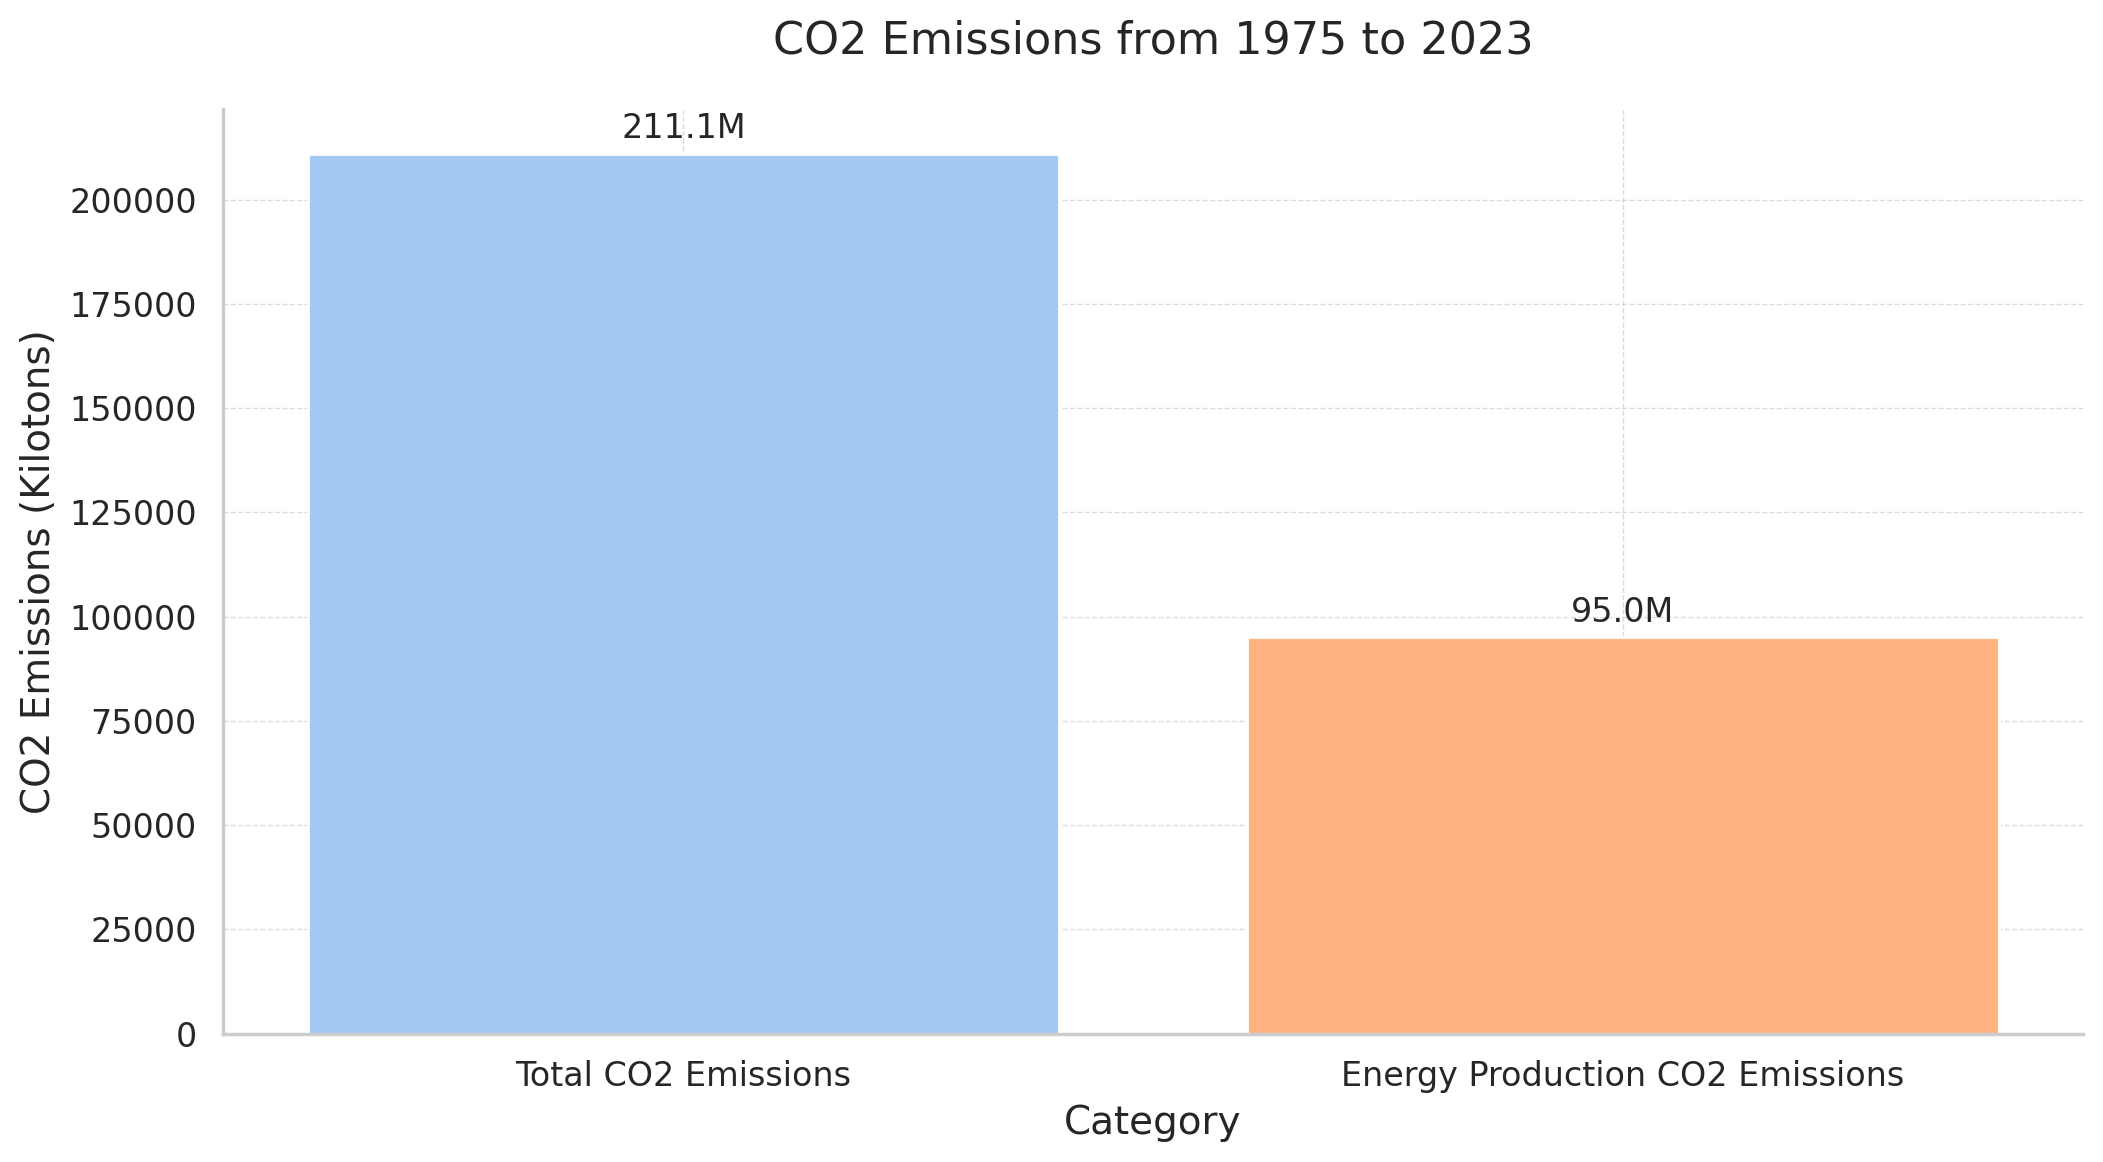 CO2 Emissions from 1975 to 2023
211.1M
95.0M
CO2 Emissions (Kilotons)
200000
175000
150000
125000
100000
75000
50000
25000
0
Total CO2 Emissions
Energy Production CO2 Emissions
Category